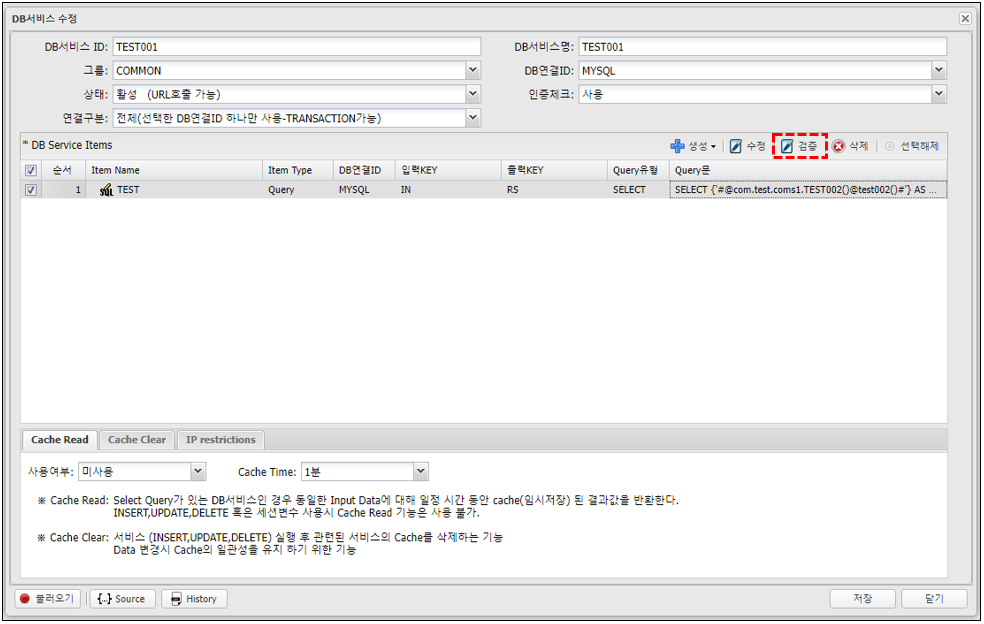 DB서비스 수정
DB서비스 ID: TEST001 DB서비스명: TEST001
그룹: COMMON DB연결ID: MYSQL
상태: 활성 (URL호출 가능) 인증체크: 사용
연결구분: 전체(선택한 DB연결ID 하나만 사용-TRANSACTION가능)
* DB Service Items 생성 수정 검증 삭제 선택해제
순서 Item Name Item Type DB연결ID 입력KEY 출력KEY Query유형 Query문
1 SQL TEST Query MYSQL IN RS SELECT SELECT {'#@com.test.coms1.TEST002()@test002()#'} AS ...
Cache Read Cache Clear IP restrictions
사용여부: 미사용 Cache Time: 1분
※ Cache Read: Select Query가 있는 DB서비스인 경우 동일한 Input Data에 대해 일정 시간 동안 cache(임시저장) 된 결과값을 반환한다.
INSERT,UPDATE,DELETE 혹은 세션변수 사용시 Cache Read 기능은 사용 불가.
※ Cache Clear: 서비스 (INSERT,UPDATE,DELETE) 실행 후 관련된 서비스의 Cache를 삭제하는 기능
Data 변경시 Cache의 일관성을 유지 하기 위한 기능
불러오기 {..} Source History 저장 닫기